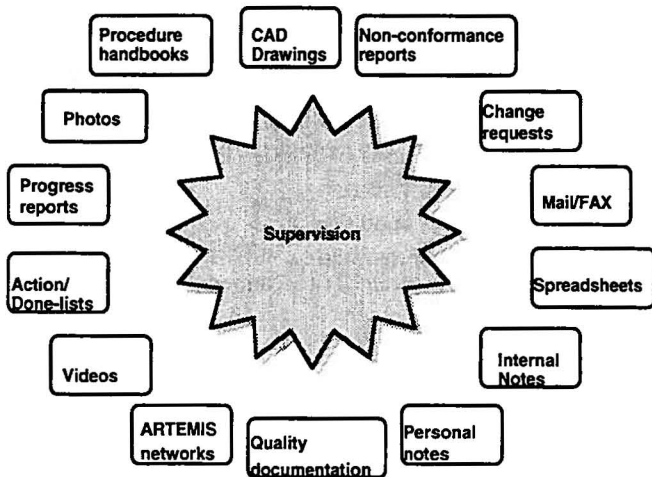 Procedure
handbooks
CAD
Drawings
Non-conformance
reports
Photos
Change
requests
Progress
reports
Mail/FAX
Supervision
Action/
Done-lists
Spreadsheets
Videos
Internal
Notes
ARTEMIS
networks
Quality
documentation
Personal
notes